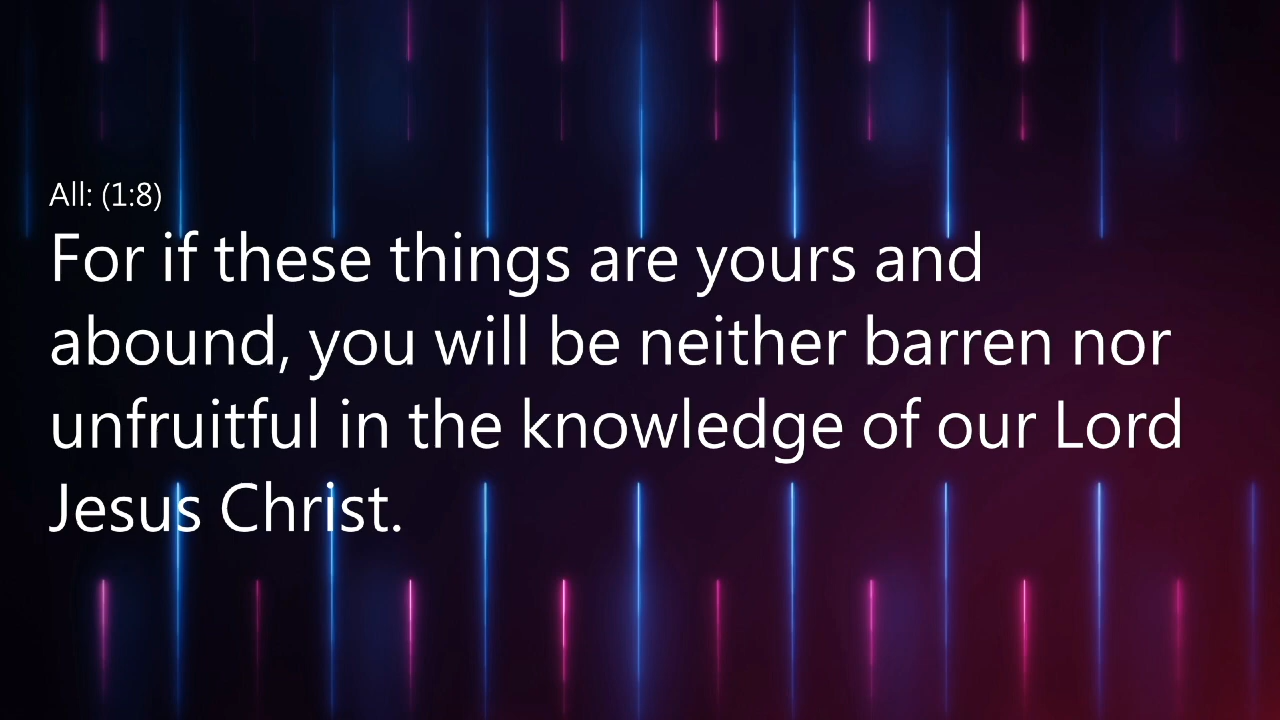 All: (1:8)
For if these things are yours and
abound, you will be neither barren nor
unfruitful in the knowledge of our Lord
Jesus Christ.